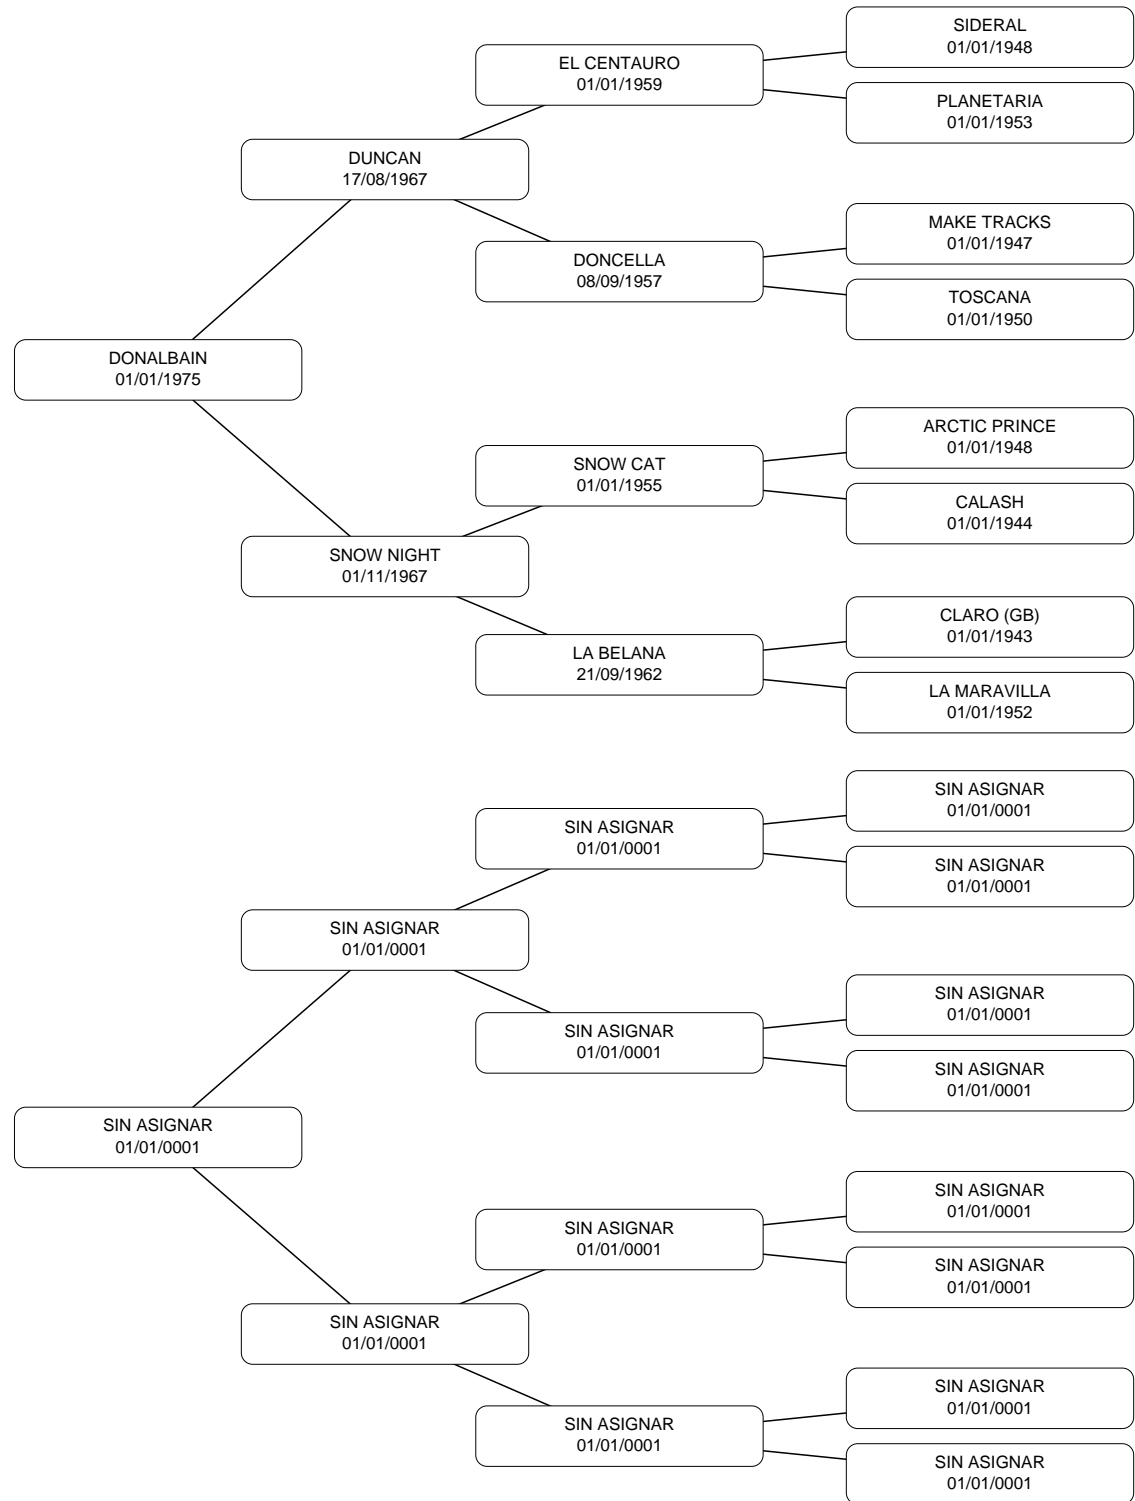 SIDERAL
01/01/1948
EL CENTAURO
01/01/1959
PLANETARIA
01/01/1953
DUNCAN
17/08/1967
MAKE TRACKS
01/01/1947
DONCELLA
08/09/1957
TOSCANA
01/01/1950
DONALBAIN
01/01/1975
ARCTIC PRINCE
01/01/1948
SNOW CAT
01/01/1955
CALASH
01/01/1944
SNOW NIGHT
01/11/1967
CLARO (GB)
01/01/1943
LA BELANA
21/09/1962
LA MARAVILLA
01/01/1952
SIN ASIGNAR
01/01/0001
SIN ASIGNAR
01/01/0001
SIN ASIGNAR
01/01/0001
SIN ASIGNAR
01/01/0001
SIN ASIGNAR
01/01/0001
SIN ASIGNAR
01/01/0001
SIN ASIGNAR
01/01/0001
SIN ASIGNAR
01/01/0001
SIN ASIGNAR
01/01/0001
SIN ASIGNAR
01/01/0001
SIN ASIGNAR
01/01/0001
SIN ASIGNAR
01/01/0001
SIN ASIGNAR
01/01/0001
SIN ASIGNAR
01/01/0001
SIN ASIGNAR
01/01/0001